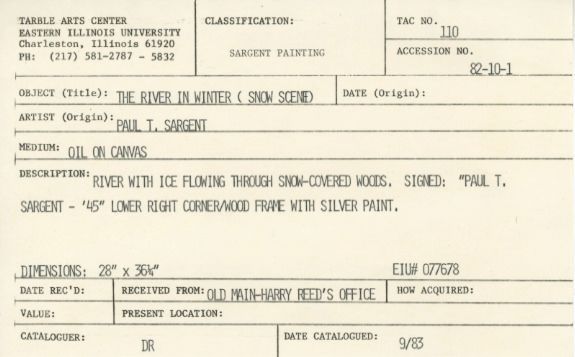 TARBLE ARTS CENTER
EASTERN ILLINOIS UNIVERSITY
Charleston, Illinois 61920
PH: (217) 581-2787 - 5832
CLASSIFICATION:
SARGENT PAINTING
TAC NO.
110
ACCESSION NO.
82-10-1
OBJECT (Title): THE RIVER IN WINTER ( SNOW SCENE)
DATE (Origin):
ARTIST (Origin): PAUL T. SARGENT
MEDIUM: OIL ON CANVAS
DESCRIPTION: RIVER WITH ICE FLOWING THROUGH SNOW-COVERED WOODS. SIGNED: "PAUL T.
SARGENT - '45" LOWER RIGHT CORNER/WOOD FRAME WITH SILVER PAINT.
DIMENSIONS: 28" x 36¼" EIU# 077678
DATE REC'D: RECEIVED FROM: OLD MAIN-HARRY REED'S OFFICE HOW ACQUIRED:
VALUE: PRESENT LOCATION:
CATALOGUER: DR DATE CATALOGUED: 9/83